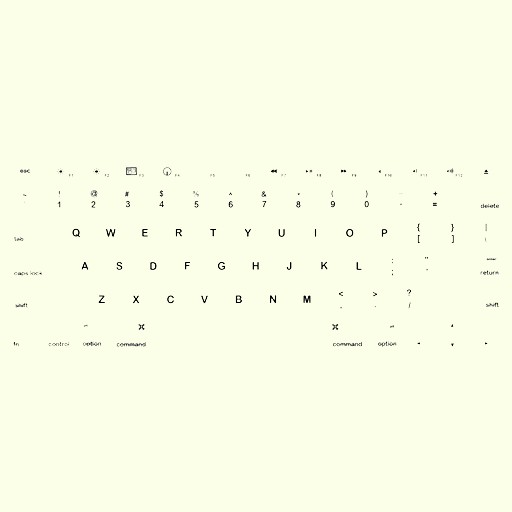 esc F1 F2 F3 F4 F5 F6 F7 F8 F9 F10 F11 F12
~ ! @ # $ % ^ & * ( ) +
1 2 3 4 5 6 7 8 9 0 - = delete
Q W E R T Y U I O P { } |
tab [ ]
A S D F G H J K L : "
caps lock ; return
Z X C V B N M < > ?
shift , . / shift
fn control option command command option